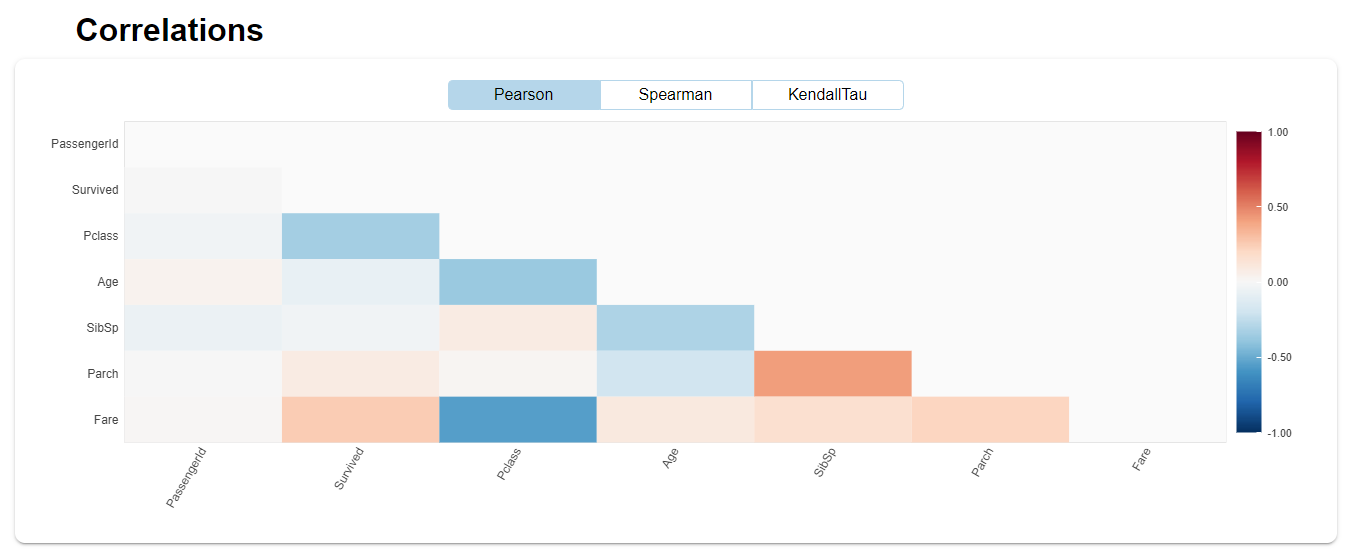 Correlations
Pearson Spearman KendallTau
PassengerId
Survived
Pclass
Age
SibSp
Parch
Fare
PassengerId Survived Pclass Age SibSp Parch Fare
1.00
0.50
0.00
-0.50
-1.00